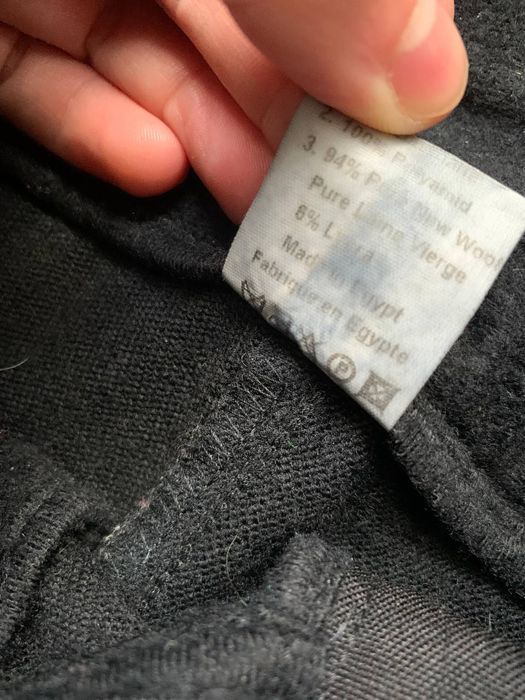 2. 100% Polyamid
3. 94% Pure New Wool
Pure Laine Vierge
6% Lycra
Made in Egypt
Fabriqué en Egypte
P